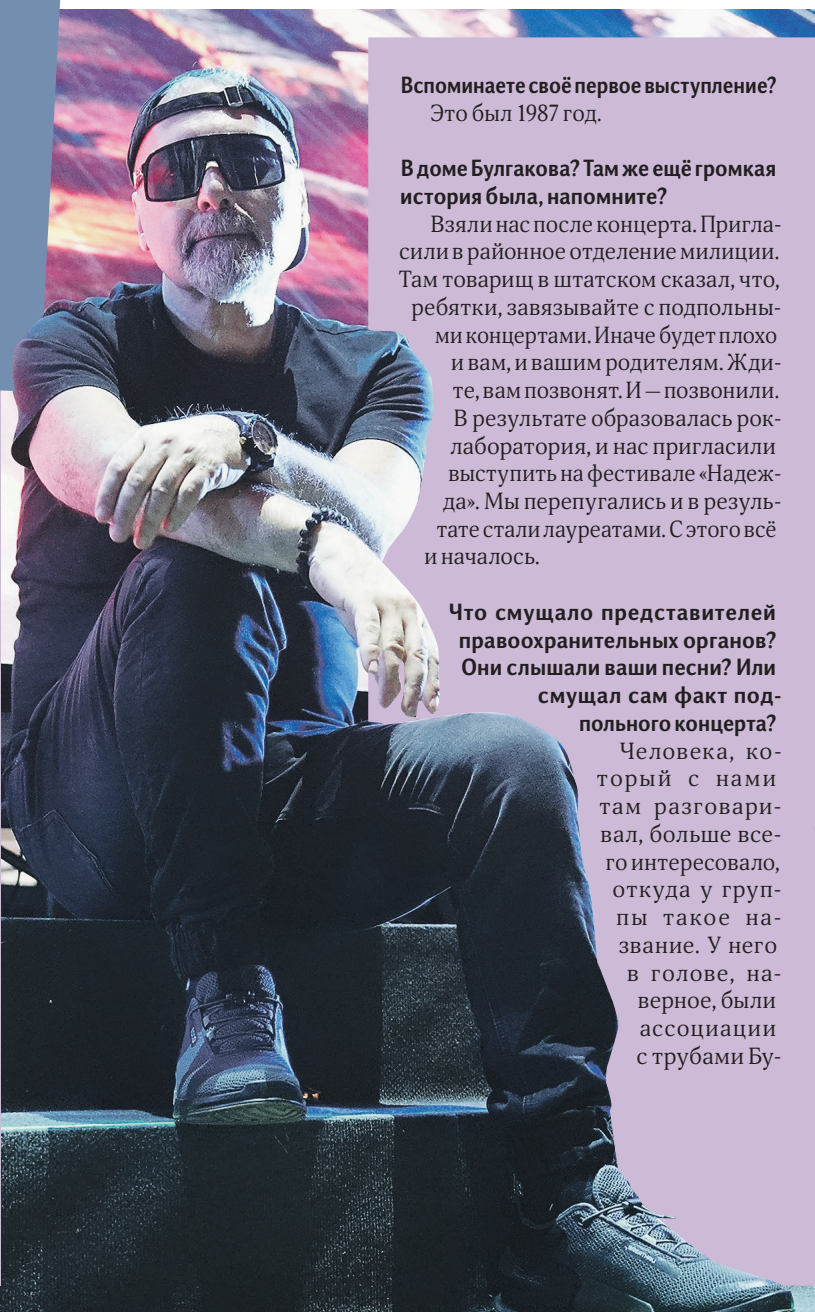 Вспоминаете своё первое выступление?
Это был 1987 год.
В доме Булгакова? Там же ещё громкая
история была, напомните?
Взяли нас после концерта. Пригла-
сили в районное отделение милиции.
Там товарищ в штатском сказал, что,
ребятки, завязывайте с подпольны-
ми концертами. Иначе будет плохо
и вам, и вашим родителям. Жди-
те, вам позвонят. И — позвонили.
В результате образовалась рок-
лаборатория, и нас пригласили
выступить на фестивале «Надеж-
да». Мы перепугались и в резуль-
тате стали лауреатами. С этого всё
и началось.
Что смущало представителей
правоохранительных органов?
Они слышали ваши песни? Или
смущал сам факт под-
польного концерта?
Человека, ко-
торый с нами
там разговари-
вал, больше все-
го интересовало,
откуда у груп-
пы такое на-
звание. У него
в голове, на-
верное, были
ассоциации
с трубами Бу-